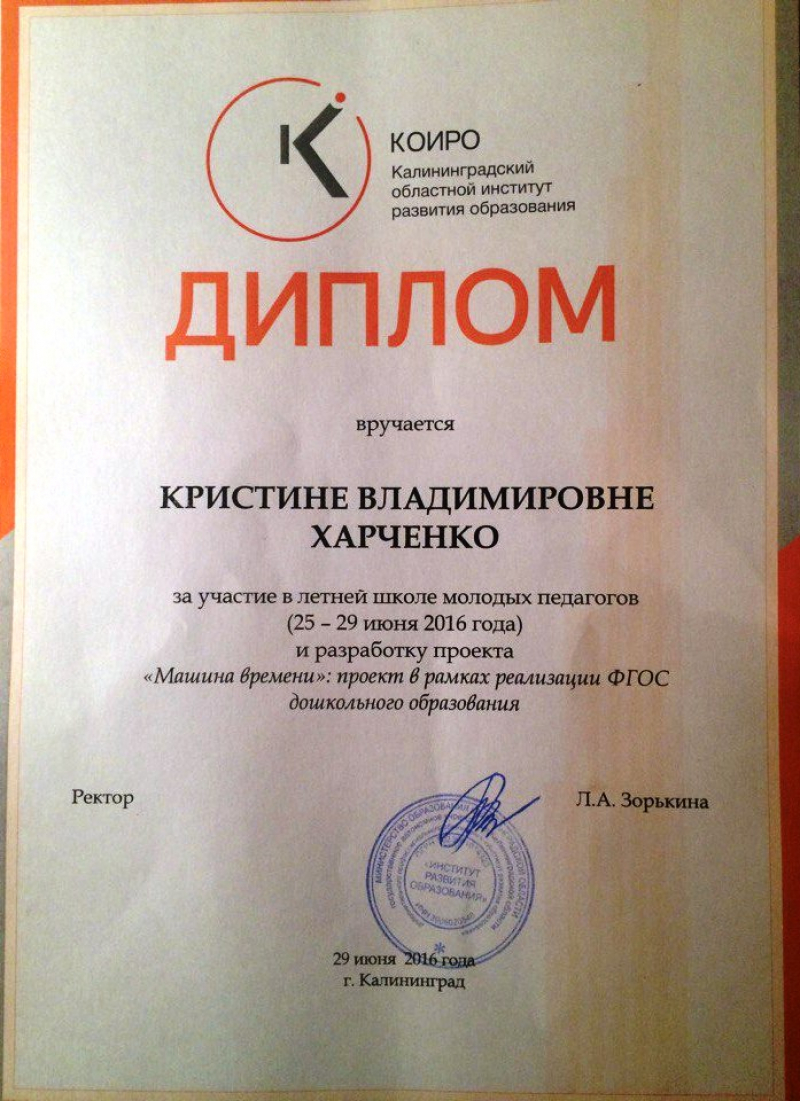 КОИРО
Калининградский
областной институт
развития образования
ДИПЛОМ
вручается
КРИСТИНЕ ВЛАДИМИРОВНЕ
ХАРЧЕНКО
за участие в летней школе молодых педагогов
(25 – 29 июня 2016 года)
и разработку проекта
«Машина времени»: проект в рамках реализации ФГОС
дошкольного образования
Ректор
Л.А. Зорькина
МИНИСТЕРСТВО ОБРАЗОВАНИЯ
«ИНСТИТУТ
РАЗВИТИЯ
ОБРАЗОВАНИЯ»
29 июня 2016 года
г. Калининград